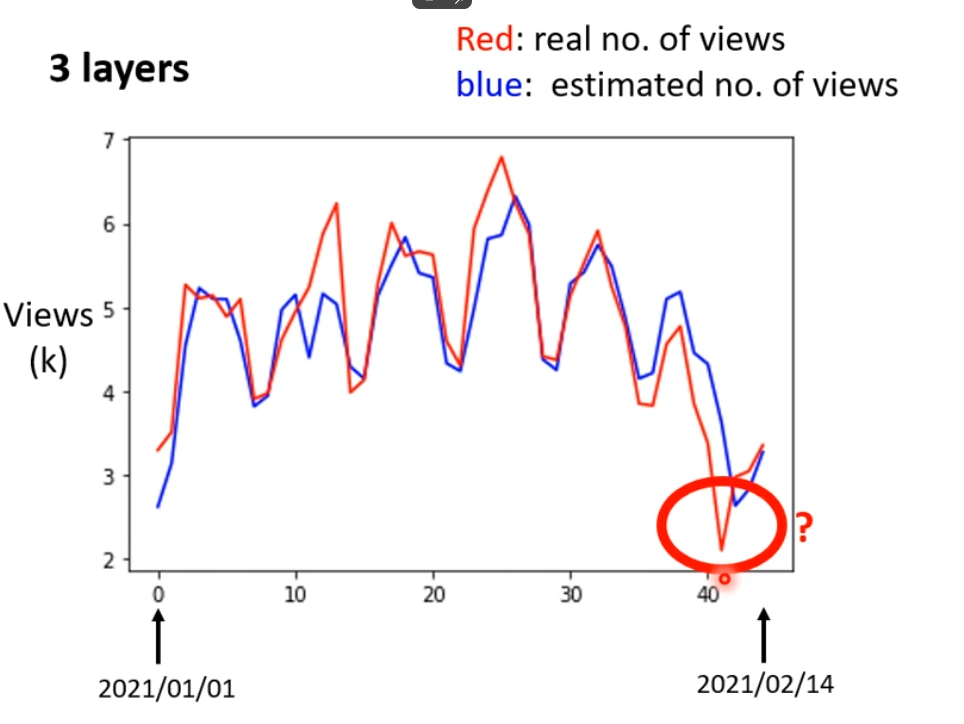 Red: real no. of views
3 layers
blue: estimated no. of views
7
6
5
4
3
2
Views
(k)
?
0 10 20 30 40
2021/01/01
2021/02/14